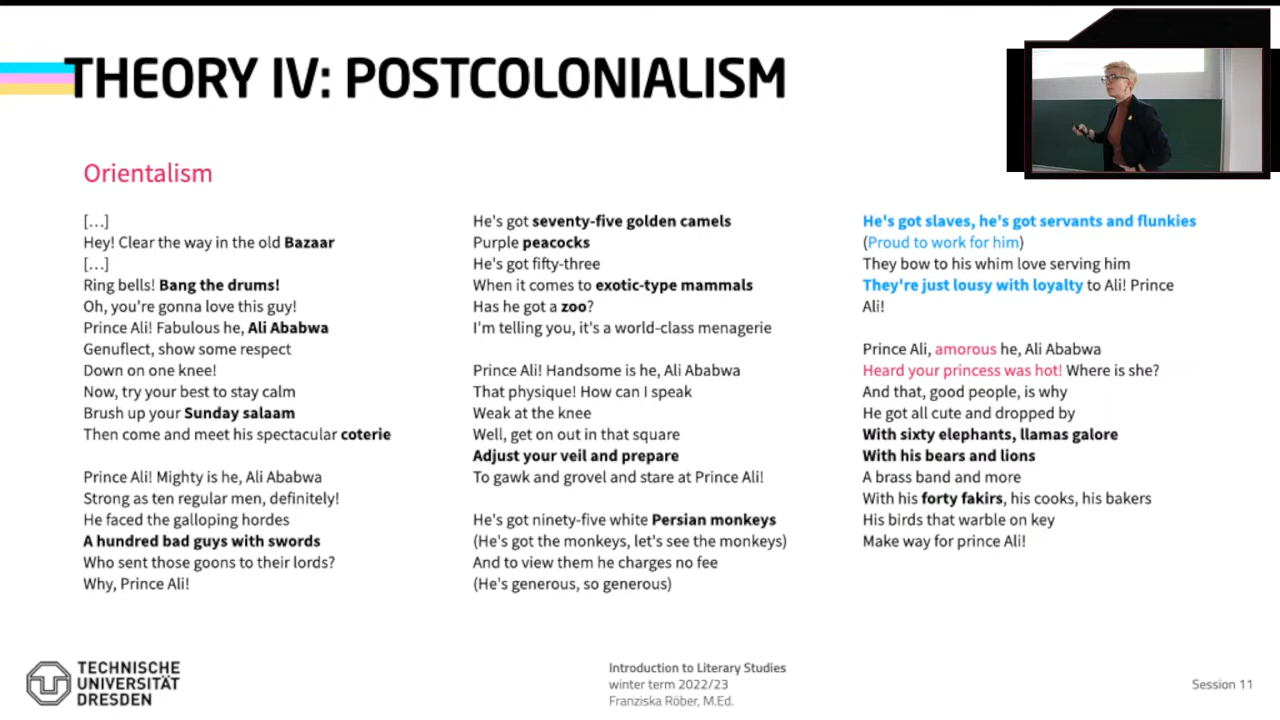 THEORY IV: POSTCOLONIALISM
Orientalism
[…]
Hey! Clear the way in the old Bazaar
[…]
Ring bells! Bang the drums!
Oh, you're gonna love this guy!
Prince Ali! Fabulous he, Ali Ababwa
Genuflect, show some respect
Down on one knee!
Now, try your best to stay calm
Brush up your Sunday salaam
Then come and meet his spectacular coterie
Prince Ali! Mighty is he, Ali Ababwa
Strong as ten regular men, definitely!
He faced the galloping hordes
A hundred bad guys with swords
Who sent those goons to their lords?
Why, Prince Ali!
He's got seventy-five golden camels
Purple peacocks
He's got fifty-three
When it comes to exotic-type mammals
Has he got a zoo?
I'm telling you, it's a world-class menagerie
Prince Ali! Handsome is he, Ali Ababwa
That physique! How can I speak
Weak at the knee
Well, get on out in that square
Adjust your veil and prepare
To gawk and grovel and stare at Prince Ali!
He's got ninety-five white Persian monkeys
(He's got the monkeys, let's see the monkeys)
And to view them he charges no fee
(He's generous, so generous)
He's got slaves, he's got servants and flunkies
(Proud to work for him)
They bow to his whim love serving him
They're just lousy with loyalty to Ali! Prince
Ali!
Prince Ali, amorous he, Ali Ababwa
Heard your princess was hot! Where is she?
And that, good people, is why
He got all cute and dropped by
With sixty elephants, llamas galore
With his bears and lions
A brass band and more
With his forty fakirs, his cooks, his bakers
His birds that warble on key
Make way for prince Ali!
TECHNISCHE
UNIVERSITÄT
DRESDEN
Introduction to Literary Studies
winter term 2022/23
Franziska Röber, M.Ed.
Session 11